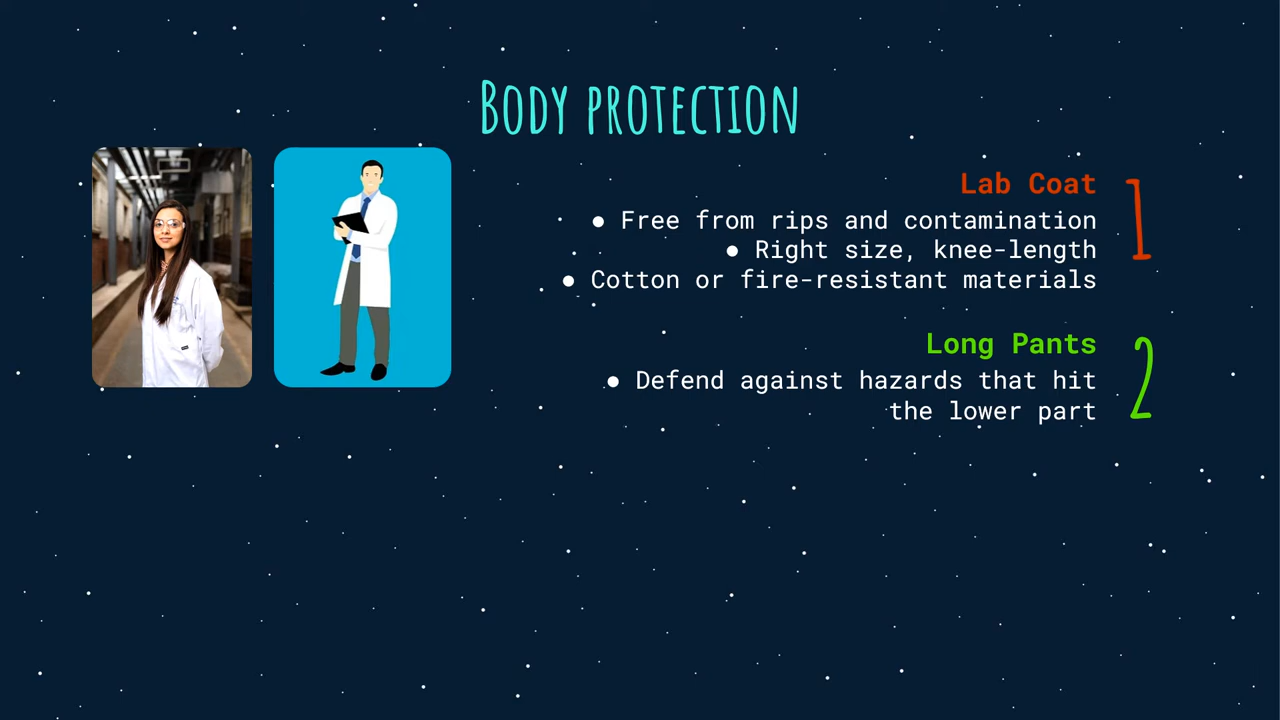 Body protection
Lab Coat
1
● Free from rips and contamination
● Right size, knee-length
● Cotton or fire-resistant materials
Long Pants
2
● Defend against hazards that hit
the lower part